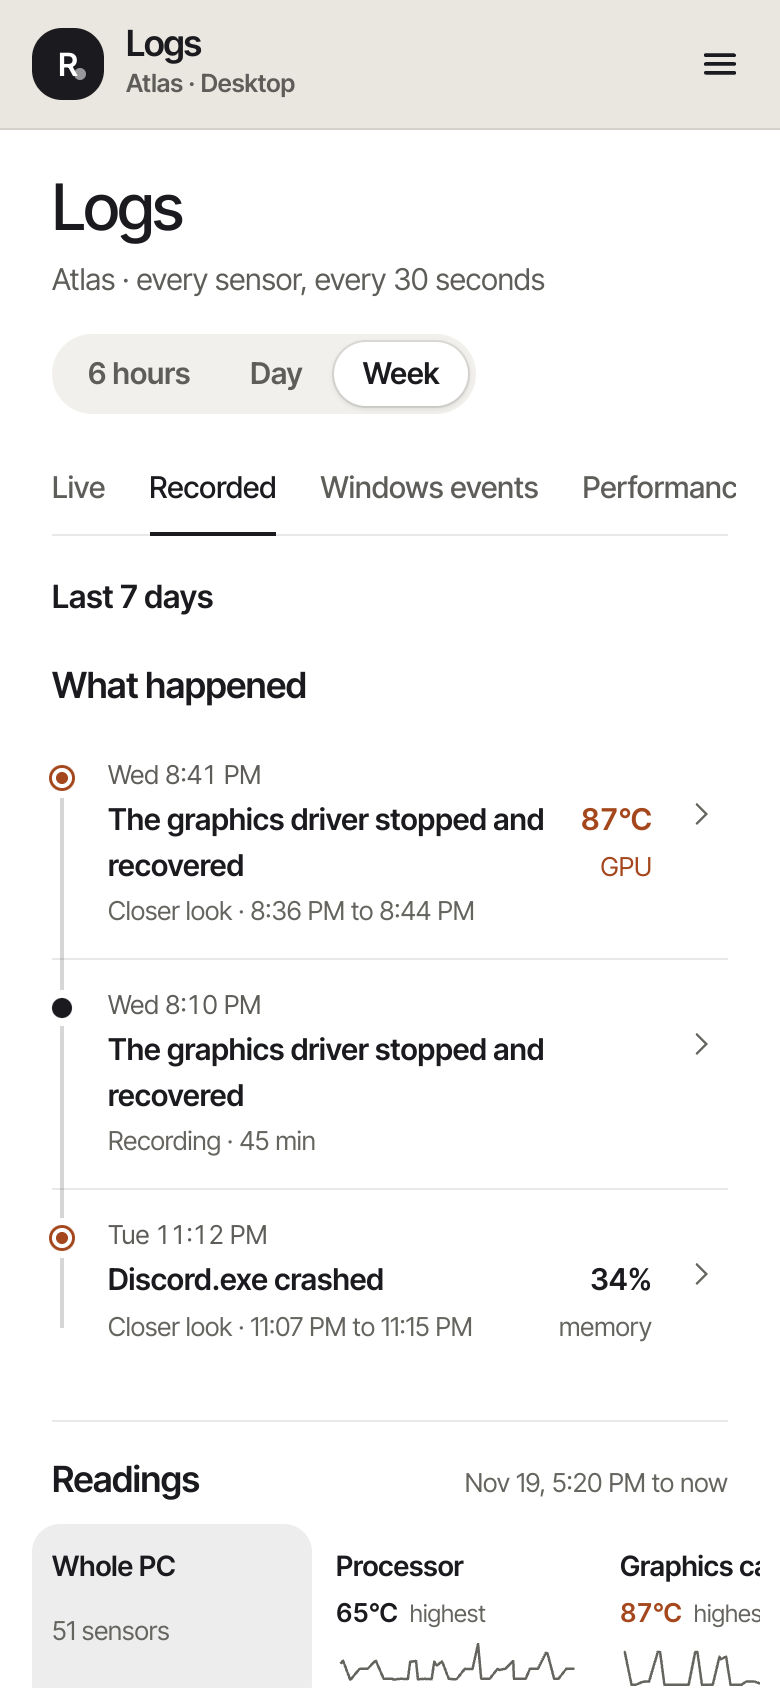 R
Logs
Atlas · Desktop
Logs
Atlas · every sensor, every 30 seconds
6 hours Day Week
Live Recorded Windows events Performanc
Last 7 days
What happened
Wed 8:41 PM
The graphics driver stopped and 87°C
recovered GPU
Closer look · 8:36 PM to 8:44 PM
Wed 8:10 PM
The graphics driver stopped and
recovered
Recording · 45 min
Tue 11:12 PM
Discord.exe crashed 34%
Closer look · 11:07 PM to 11:15 PM memory
Readings Nov 19, 5:20 PM to now
Whole PC Processor Graphics ca
65°C highest 87°C highes
51 sensors